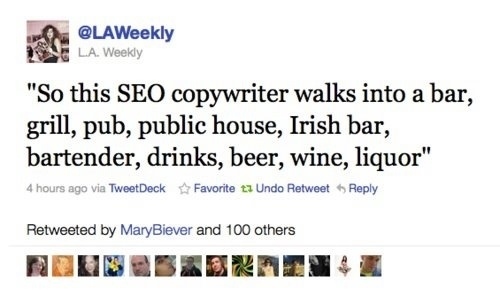 @LAWeekly
L.A. Weekly
"So this SEO copywriter walks into a bar,
grill, pub, public house, Irish bar,
bartender, drinks, beer, wine, liquor"
4 hours ago via TweetDeck Favorite Undo Retweet Reply
Retweeted by MaryBiever and 100 others